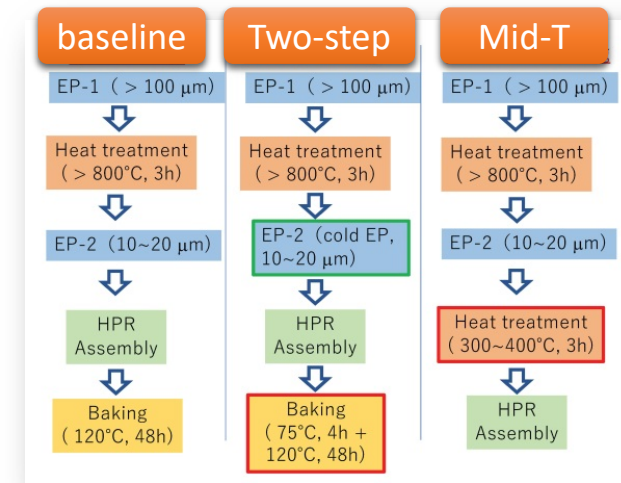 baseline
EP-1 ( > 100 μm)
Heat treatment
( > 800°C, 3h)
EP-2 (10~20 μm)
HPR
Assembly
Baking
( 120°C, 48h)
Two-step
EP-1 ( > 100 μm)
Heat treatment
( > 800°C, 3h)
EP-2 (cold EP,
10~20 μm)
HPR
Assembly
Baking
( 75°C, 4h +
120°C, 48h)
Mid-T
EP-1 ( > 100 μm)
Heat treatment
( > 800°C, 3h)
EP-2 (10~20 μm)
Heat treatment
( 300~400°C, 3h)
HPR
Assembly